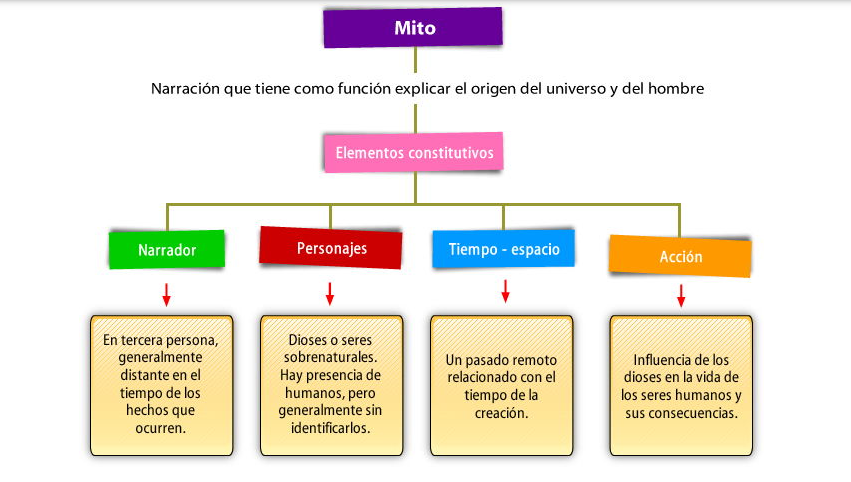 Mito
Narración que tiene como función explicar el origen del universo y del hombre
Elementos constitutivos
Narrador
Personajes
Tiempo - espacio
Acción
En tercera persona,
generalmente
distante en el
tiempo de los
hechos que
ocurren.
Dioses o seres
sobrenaturales.
Hay presencia de
humanos, pero
generalmente sin
identificarlos.
Un pasado remoto
relacionado con el
tiempo de la
creación.
Influencia de los
dioses en la vida de
los seres humanos y
sus consecuencias.